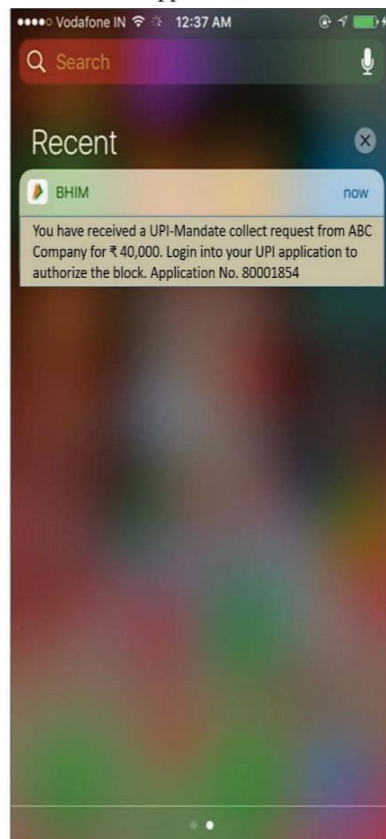 Vodafone IN 12:37 AM
Search
Recent
BHIM now
You have received a UPI-Mandate collect request from ABC
Company for ₹ 40,000. Login into your UPI application to
authorize the block. Application No. 80001854